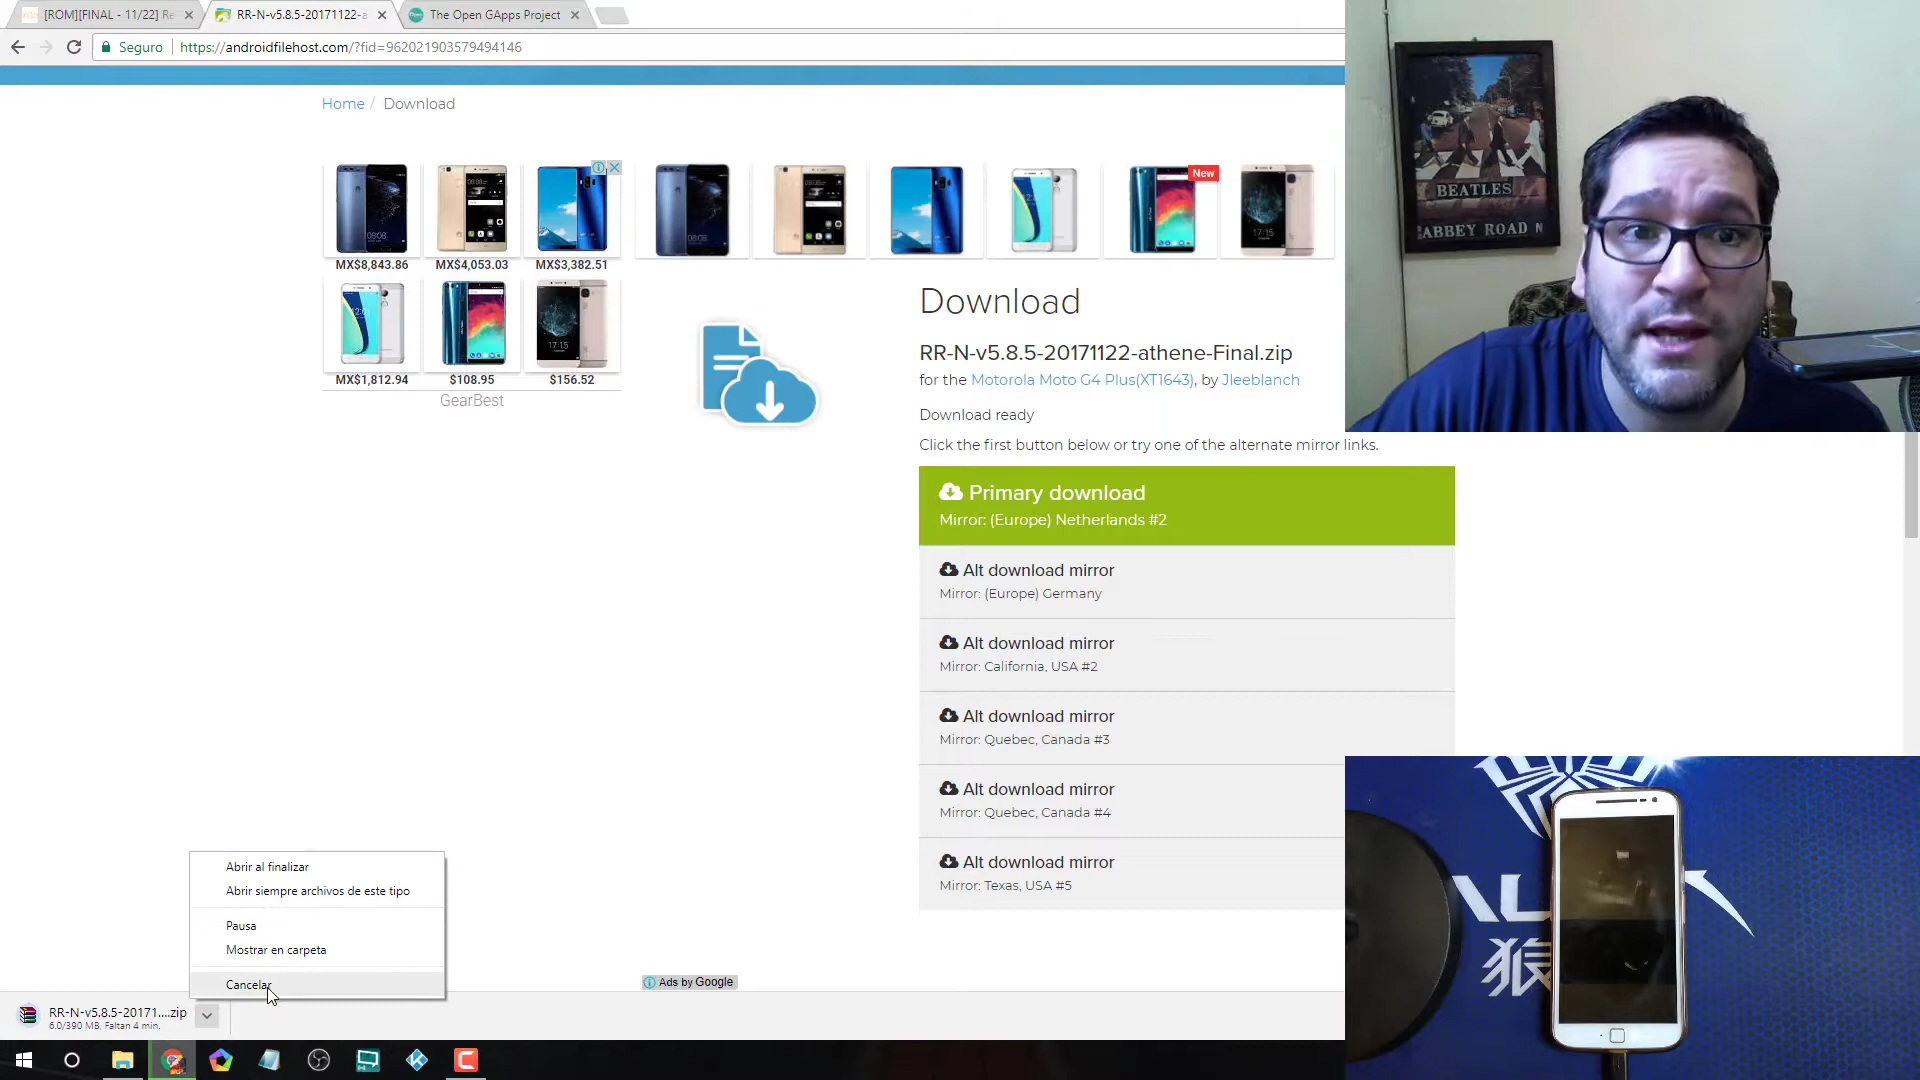 [ROM][FINAL - 11/22] Re
RR-N-v5.8.5-20171122-a
The Open GApps Project
Seguro
https://androidfilehost.com/?fid=962021903579494146
Home / Download
New
MX$8,843.86
MX$4,053.03
MX$3,382.51
MX$1,812.94
$108.95
$156.52
GearBest
BEATLES
ABBEY ROAD N
Download
RR-N-v5.8.5-20171122-athene-Final.zip
for the Motorola Moto G4 Plus(XT1643), by Jleeblanch
Download ready
Click the first button below or try one of the alternate mirror links.
Primary download
Mirror: (Europe) Netherlands #2
Alt download mirror
Mirror: (Europe) Germany
Alt download mirror
Mirror: California, USA #2
Alt download mirror
Mirror: Quebec, Canada #3
Alt download mirror
Mirror: Quebec, Canada #4
Alt download mirror
Mirror: Texas, USA #5
Abrir al finalizar
Abrir siempre archivos de este tipo
Pausa
Mostrar en carpeta
Cancelar
Ads by Google
RR-N-v5.8.5-20171....zip
6.0/390 MB, Faltan 4 min.
狼